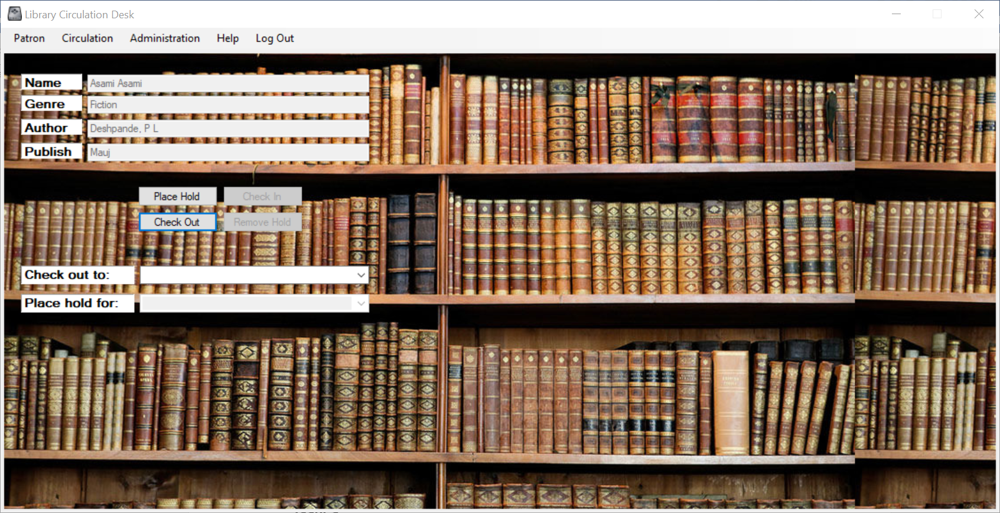 Library Circulation Desk
Patron Circulation Administration Help Log Out
Name Asami Asami
Genre Fiction
Author Deshpande, P L
Publish Mauj
Place Hold Check In
Check Out Remove Hold
Check out to:
Place hold for: